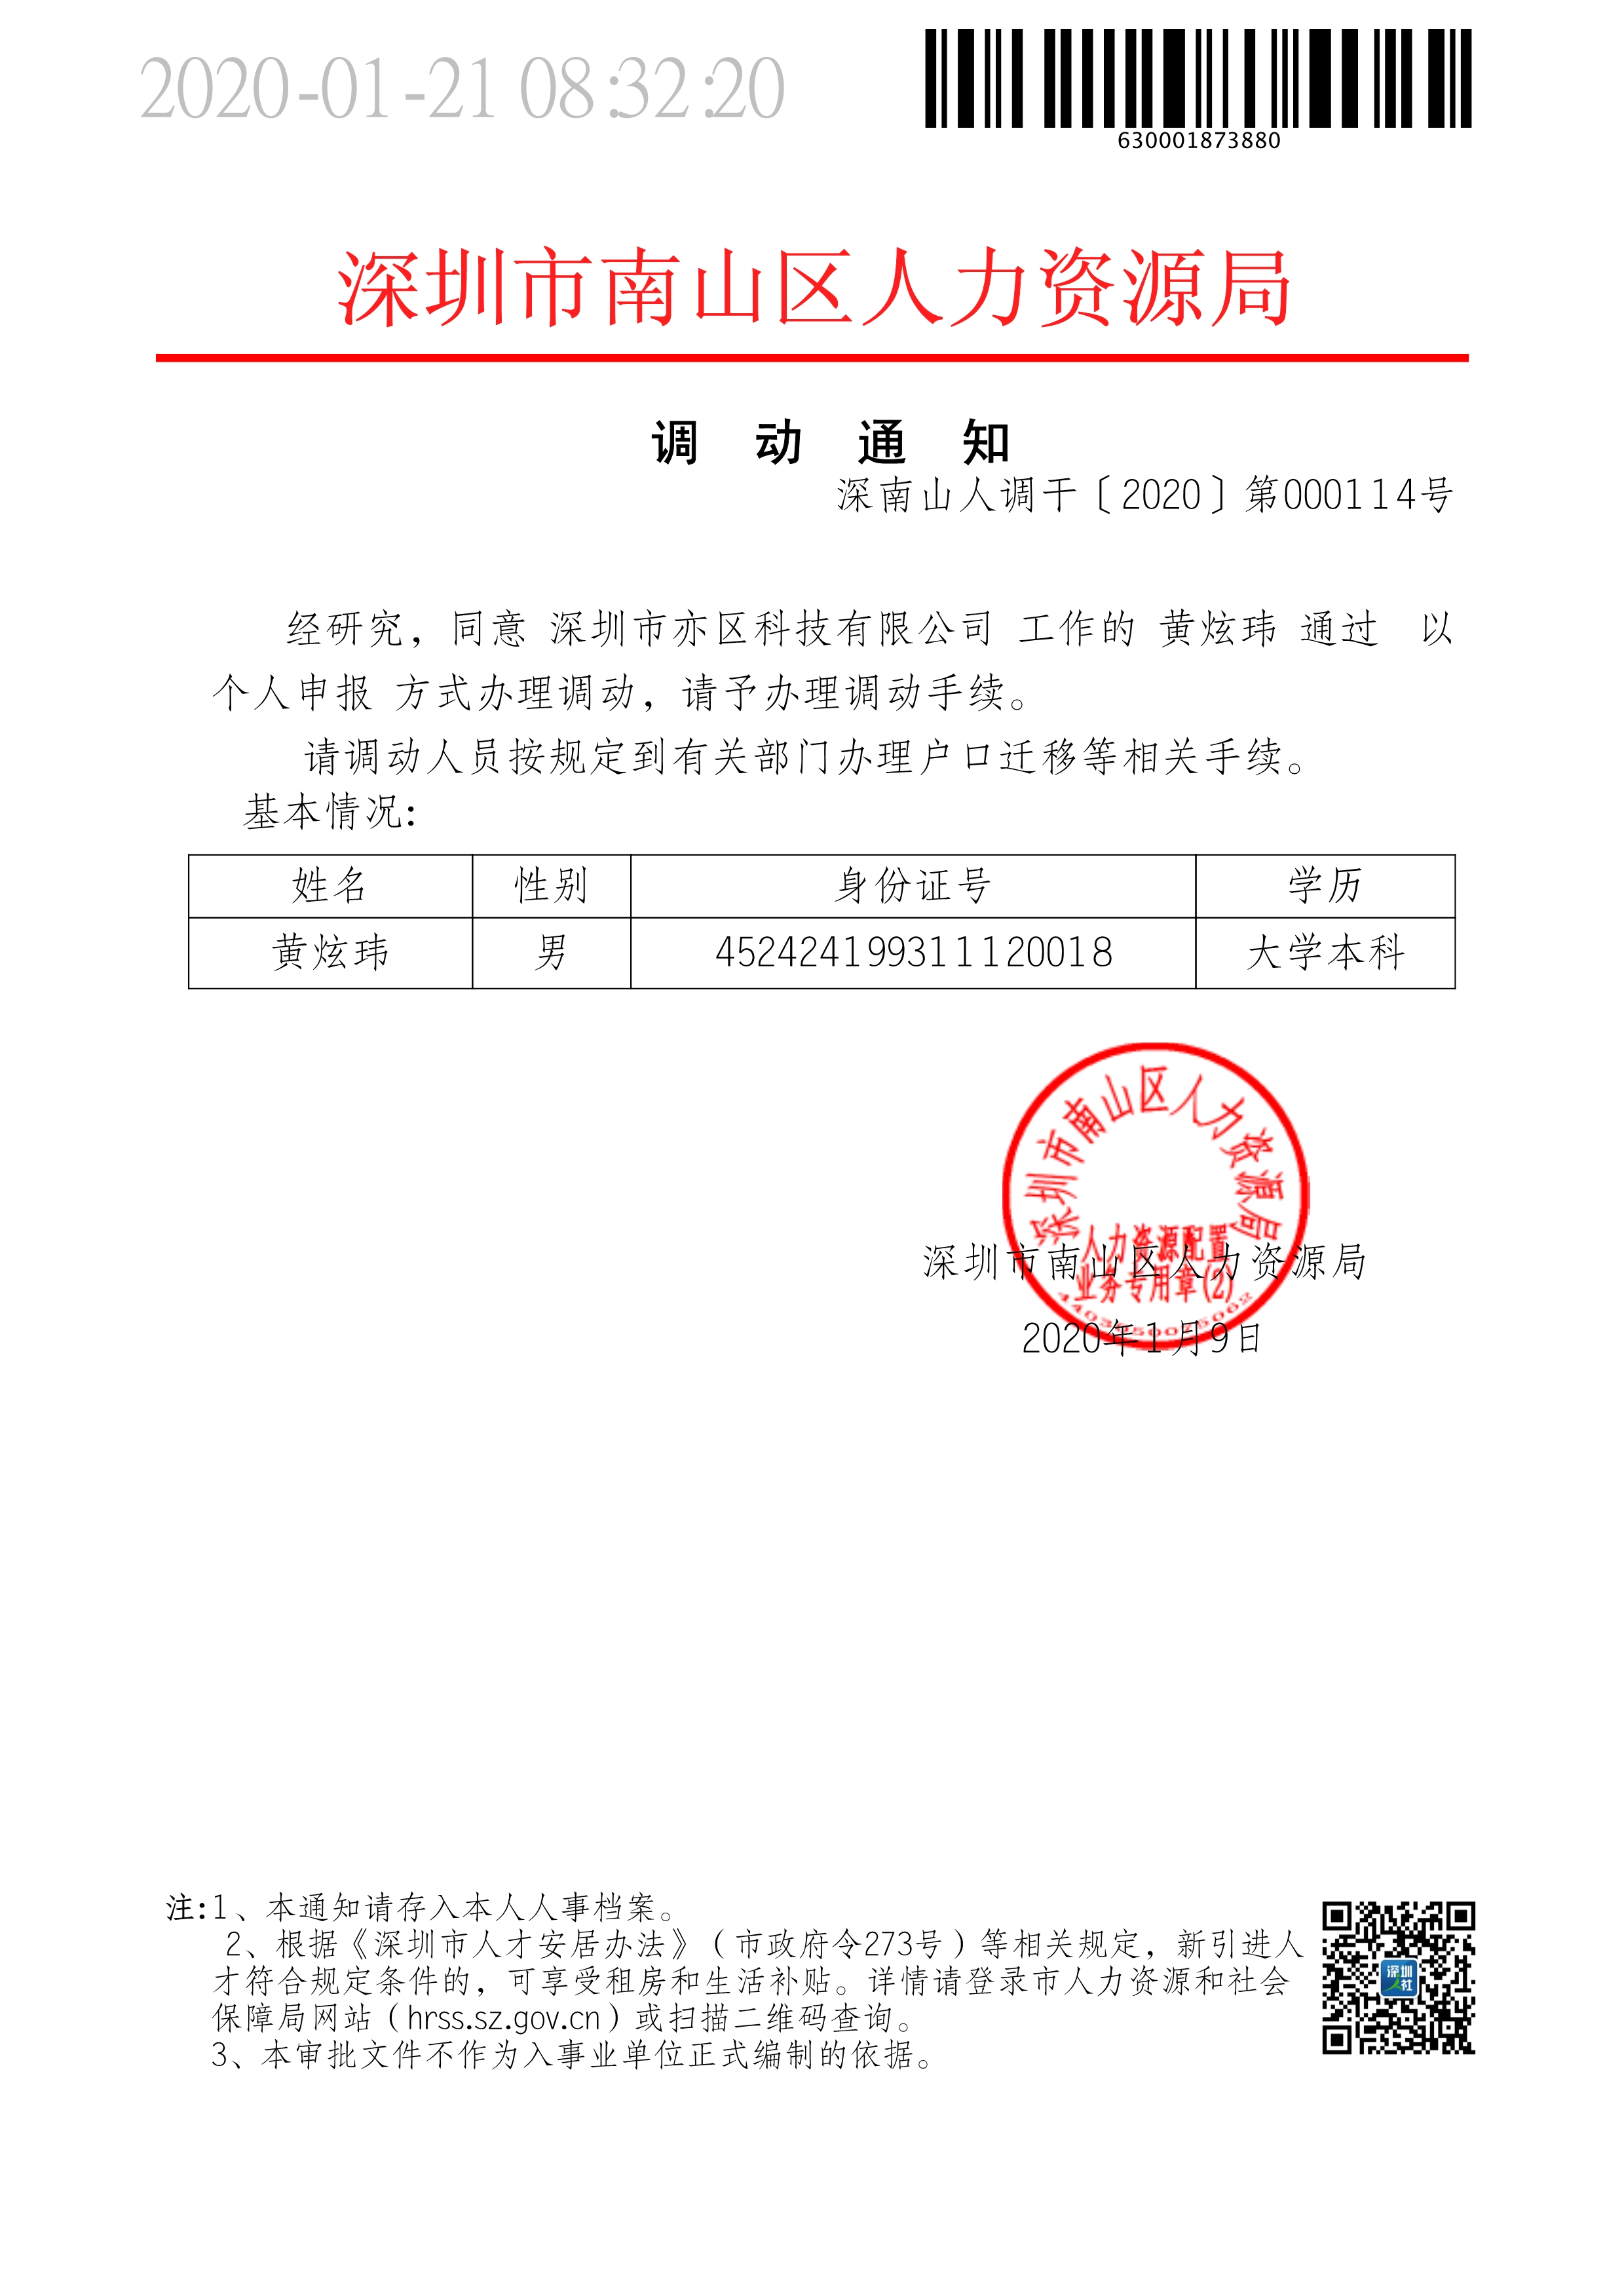 2020-01-21 08:32:20
630001873880
深圳市南山区人力资源局
调 动 通 知
深南山人调干〔2020〕第000114号
经研究，同意 深圳市亦区科技有限公司 工作的 黄炫玮 通过 以
个人申报 方式办理调动，请予办理调动手续。
请调动人员按规定到有关部门办理户口迁移等相关手续。
基本情况:
姓名 性别 身份证号 学历
黄炫玮 男 452424199311120018 大学本科
深圳市南山区人力资源局
人力资源配置
业务专用章(2)
深圳市南山区人力资源局
2020年1月9日
注:1、本通知请存入本人人事档案。
2、根据《深圳市人才安居办法》（市政府令273号）等相关规定，新引进人
才符合规定条件的，可享受租房和生活补贴。详情请登录市人力资源和社会
保障局网站（hrss.sz.gov.cn）或扫描二维码查询。
3、本审批文件不作为入事业单位正式编制的依据。
深圳
人社